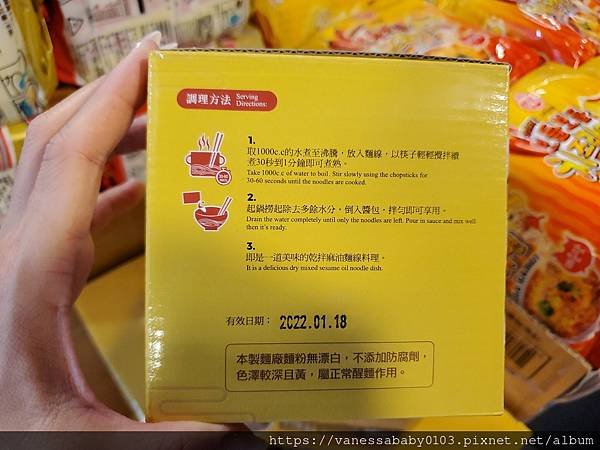 調理方法 Serving Directions:
1.
取1000c.c的水煮至沸騰，放入麵線，以筷子輕輕攪拌續
煮30秒到1分鐘即可煮熟。
Take 1000c.c of water to boil. Stir slowly using the chopsticks for
30-60 seconds until the noodles are cooked.
2.
起鍋撈起除去多餘水分，倒入醬包，拌勻即可享用。
Drain the water completely until only the noodles are left. Pour in sauce and mix well
then it's ready.
3.
即是一道美味的乾拌麻油麵線料理。
It is a delicious dry mixed sesame oil noodle dish.
有效日期： 2022.01.18
本製麵廠麵粉無漂白，不添加防腐劑，
色澤較深且黃，屬正常醒麵作用。
https://vanessababy0103.pixnet.net/album